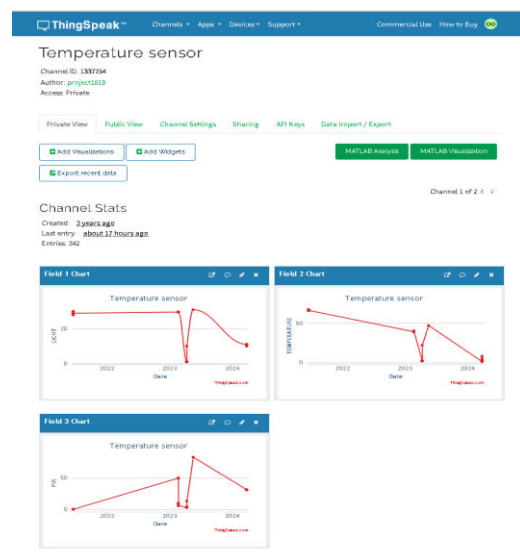 ThingSpeak™ Channels Apps Devices Support Commercial Use How to Buy
Temperature sensor
Channel ID: 1337254
Author: project1818
Access: Private
Private View Public View Channel Settings Sharing API Keys Data Import / Export
Add Visualizations Add Widgets MATLAB Analysis MATLAB Visualization
Export recent data
Channel 1 of 2 < >
Channel Stats
Created: 3 years ago
Last entry: about 17 hours ago
Entries: 342
Field 1 Chart
Temperature sensor
LIGHT
20
0
2022 2023 2024
Date
ThingSpeak.com
Field 2 Chart
Temperature sensor
TEMPERATURE
50
0
2022 2023 2024
Date
ThingSpeak.com
Field 3 Chart
Temperature sensor
50
0
2022 2023 2024
Date
ThingSpeak.com